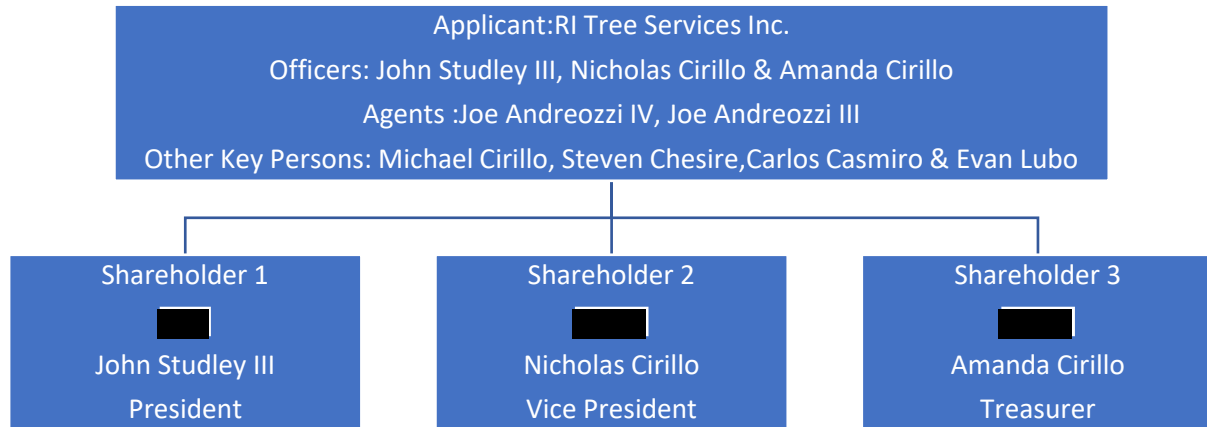 Applicant:RI Tree Services Inc.
Officers: John Studley III, Nicholas Cirillo & Amanda Cirillo
Agents :Joe Andreozzi IV, Joe Andreozzi III
Other Key Persons: Michael Cirillo, Steven Chesire,Carlos Casmiro & Evan Lubo
Shareholder 1
John Studley III
President
Shareholder 2
Nicholas Cirillo
Vice President
Shareholder 3
Amanda Cirillo
Treasurer